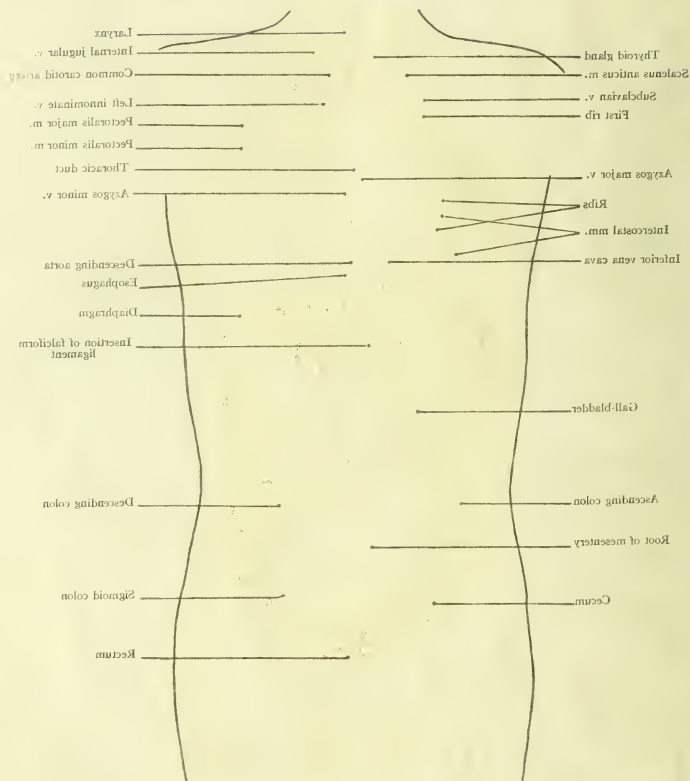 Larynx
Internal jugular v.
Common carotid artery
Left innominate v.
Pectoralis major m.
Pectoralis minor m.
Thoracic duct
Azygos minor v.
Descending aorta
Esophagus
Diaphragm
Insertion of falciform
ligament
Descending colon
Sigmoid colon
Rectum
Thyroid gland
Scalenus anticus m.
Subclavian v.
First rib
Azygos major v.
Ribs
Intercostal mm.
Inferior vena cava
Gall-bladder
Ascending colon
Root of mesentery
Cecum